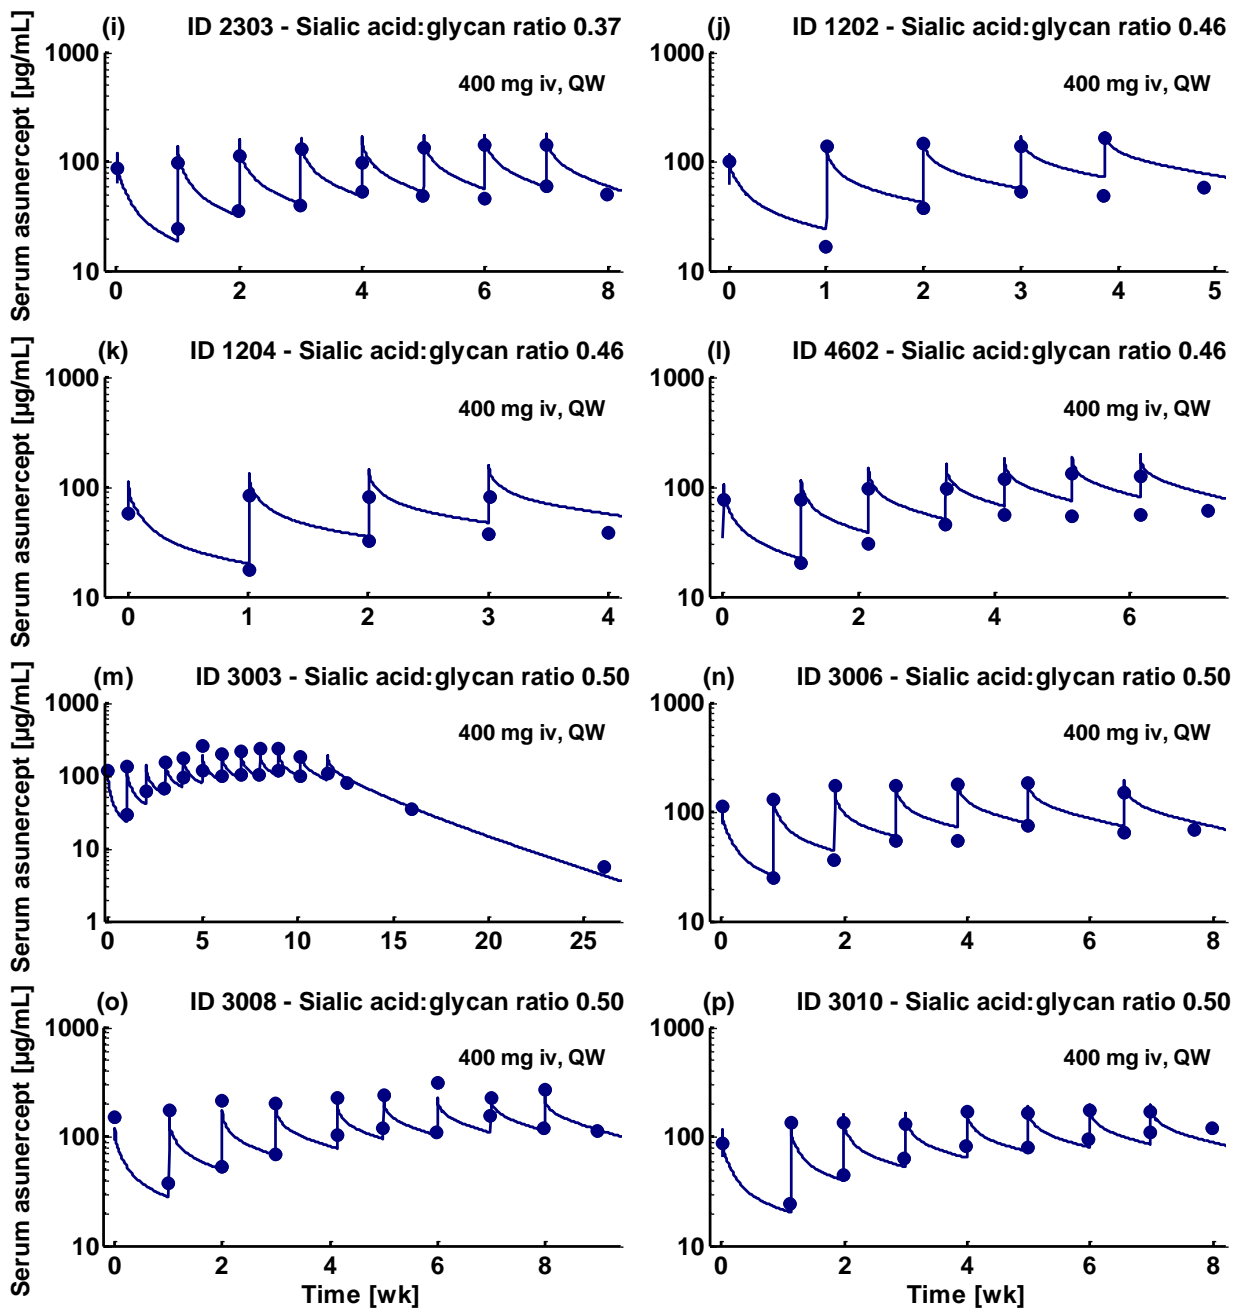 (i) ID 2303 - Sialic acid:glycan ratio 0.37
Serum asunercept [µg/mL]
1000
400 mg iv, QW
100
10
0 2 4 6 8
(j) ID 1202 - Sialic acid:glycan ratio 0.46
1000
400 mg iv, QW
100
10
0 1 2 3 4 5
(k) ID 1204 - Sialic acid:glycan ratio 0.46
Serum asunercept [µg/mL]
1000
400 mg iv, QW
100
10
0 1 2 3 4
(l) ID 4602 - Sialic acid:glycan ratio 0.46
1000
400 mg iv, QW
100
10
0 2 4 6
(m) ID 3003 - Sialic acid:glycan ratio 0.50
Serum asunercept [µg/mL]
1000
400 mg iv, QW
100
10
1
0 5 10 15 20 25
(n) ID 3006 - Sialic acid:glycan ratio 0.50
1000
400 mg iv, QW
100
10
0 2 4 6 8
(o) ID 3008 - Sialic acid:glycan ratio 0.50
Serum asunercept [µg/mL]
1000
400 mg iv, QW
100
10
0 2 4 6 8
Time [wk]
(p) ID 3010 - Sialic acid:glycan ratio 0.50
1000
400 mg iv, QW
100
10
0 2 4 6 8
Time [wk]